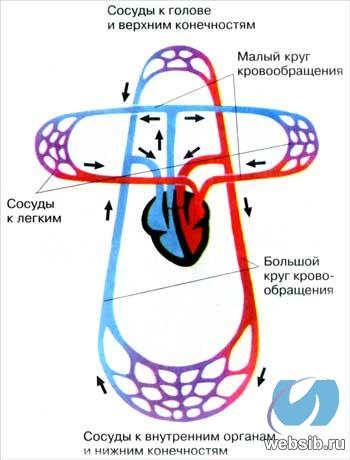 Сосуды к голове
и верхним конечностям
Малый круг
кровообращения
Сосуды
к легким
Большой
круг крово-
обращения
Сосуды к внутренним органам
и нижним конечностям
websib.ru